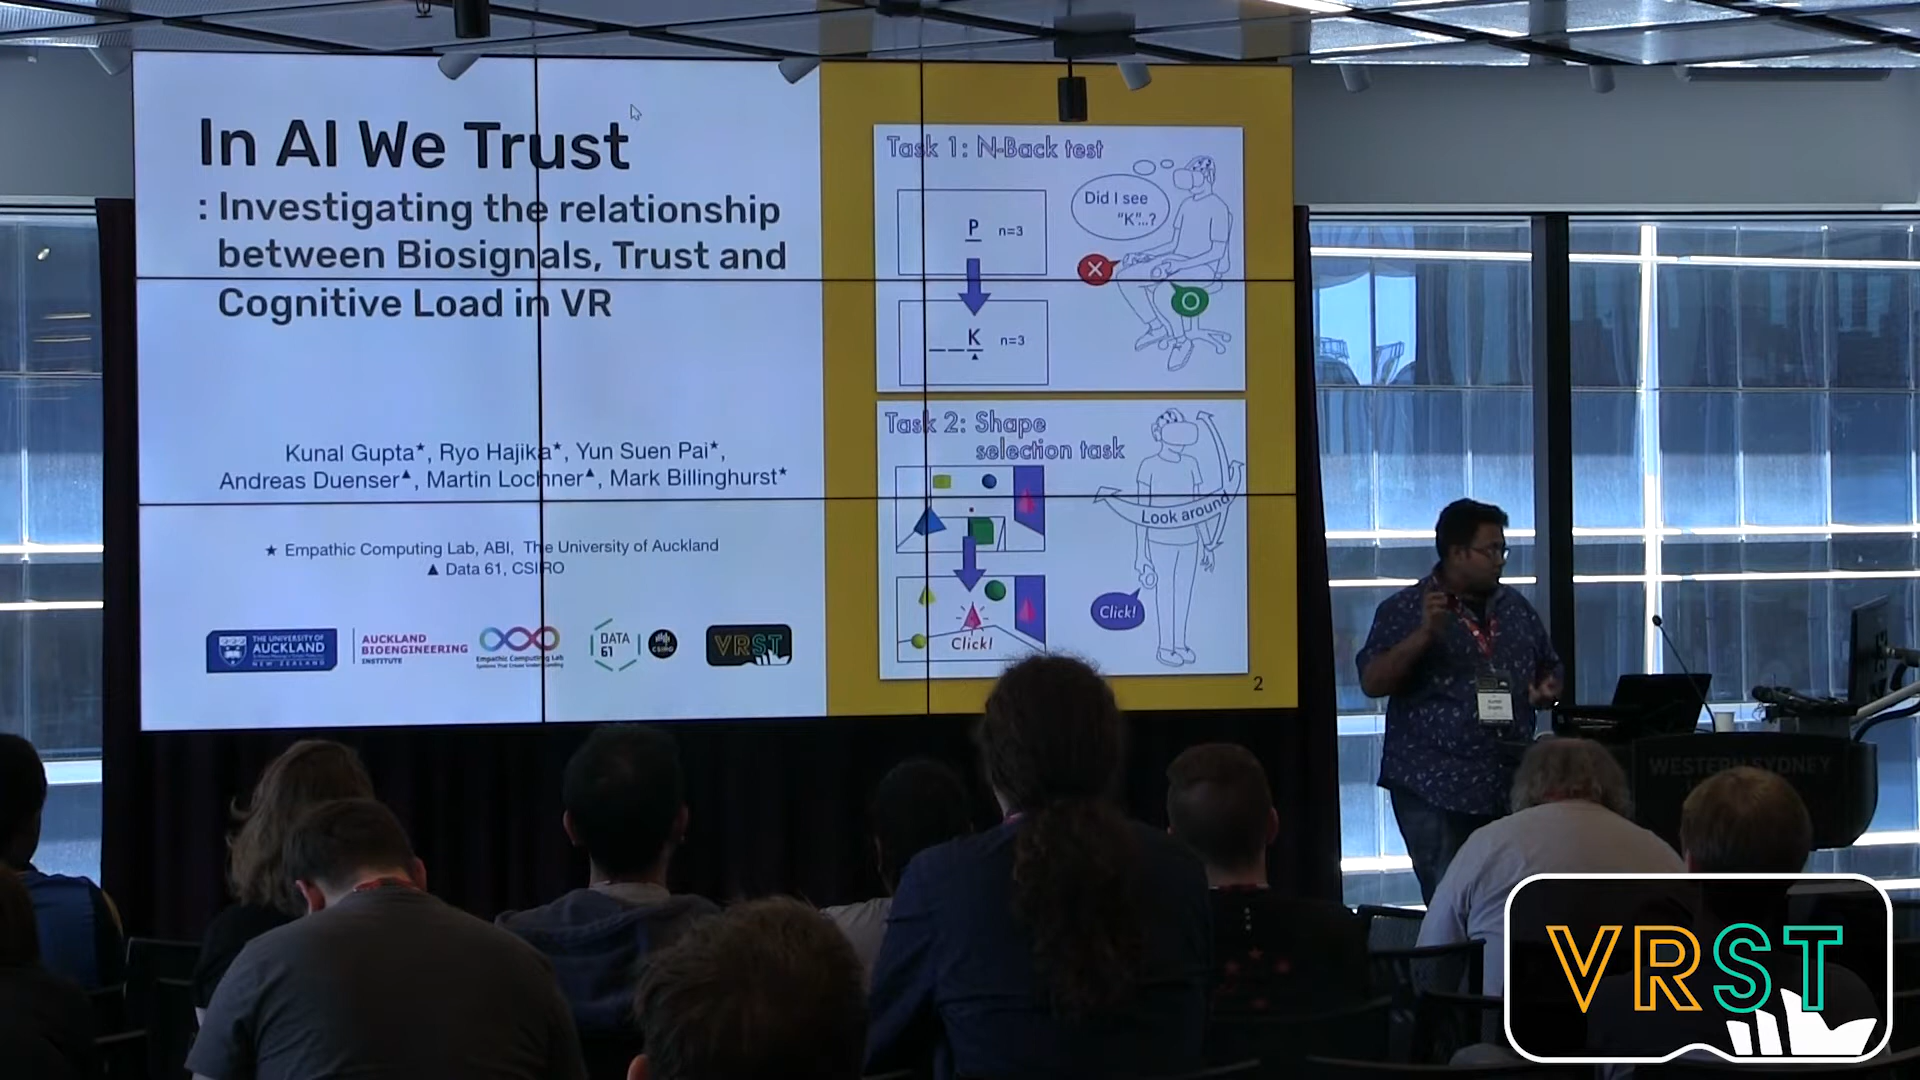 In AI We Trust
: Investigating the relationship
between Biosignals, Trust and
Cognitive Load in VR
Kunal Gupta★, Ryo Hajika★, Yun Suen Pai★,
Andreas Duenser▲, Martin Lochner▲, Mark Billinghurst★
★ Empathic Computing Lab, ABI, The University of Auckland
▲ Data 61, CSIRO
THE UNIVERSITY OF
AUCKLAND
NEW ZEALAND
AUCKLAND
BIOENGINEERING
INSTITUTE
Empathic Computing Lab
DATA
61
CSIRO
VRST
Task 1: N-Back test
P n=3
Did I see
"K"...?
K n=3
Task 2: Shape
selection task
Look around
Click!
Click!
2
WESTERN SYDNEY
VRST